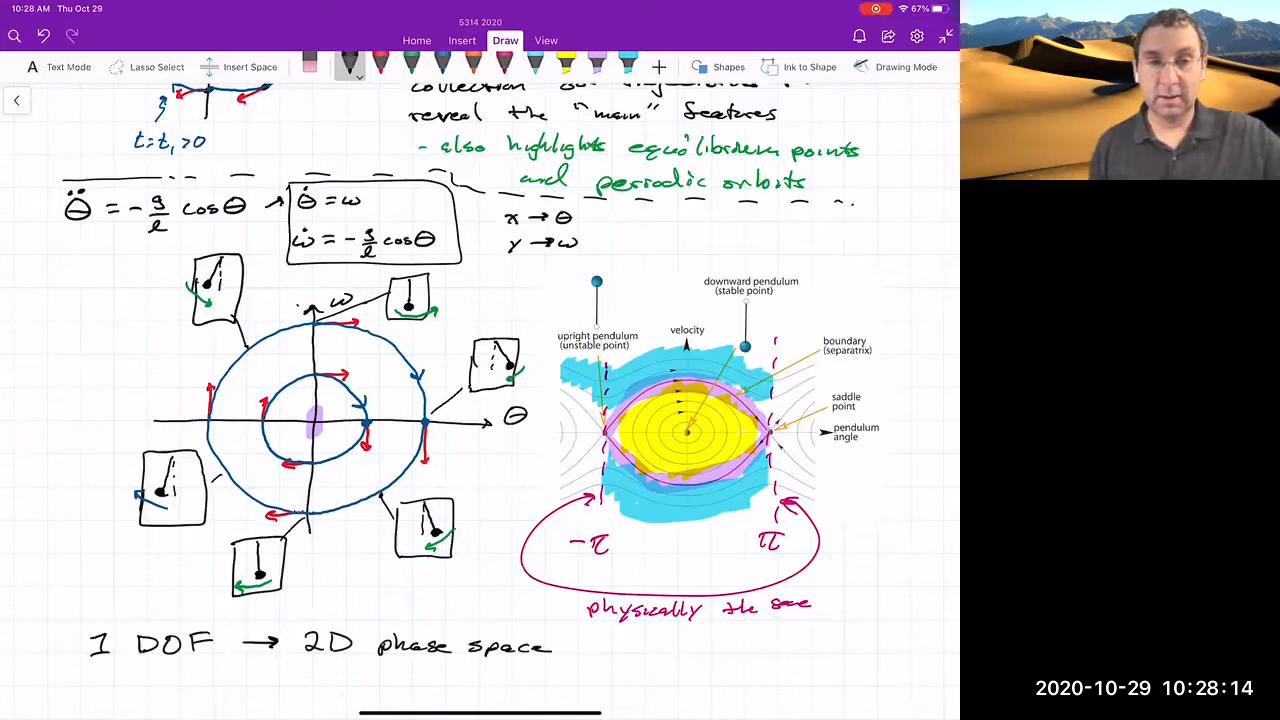 10:28 AM Thu Oct 29
67%
5314 2020
Home Insert Draw View
Text Mode Lasso Select Insert Space Shapes Ink to Shape Drawing Mode
reveal the "main" features
t=t₁>0
- also highlights equilibrium points
and periodic orbits
θ̈ = - g/l cosθ → θ̇ = ω
ω̇ = - g/l cosθ
x → θ
y → ω
ω
θ
downward pendulum
(stable point)
upright pendulum
(unstable point)
velocity
boundary
(separatrix)
saddle
point
pendulum
angle
-π π
physically the same
1 DOF → 2D phase space
2020-10-29 10:28:14